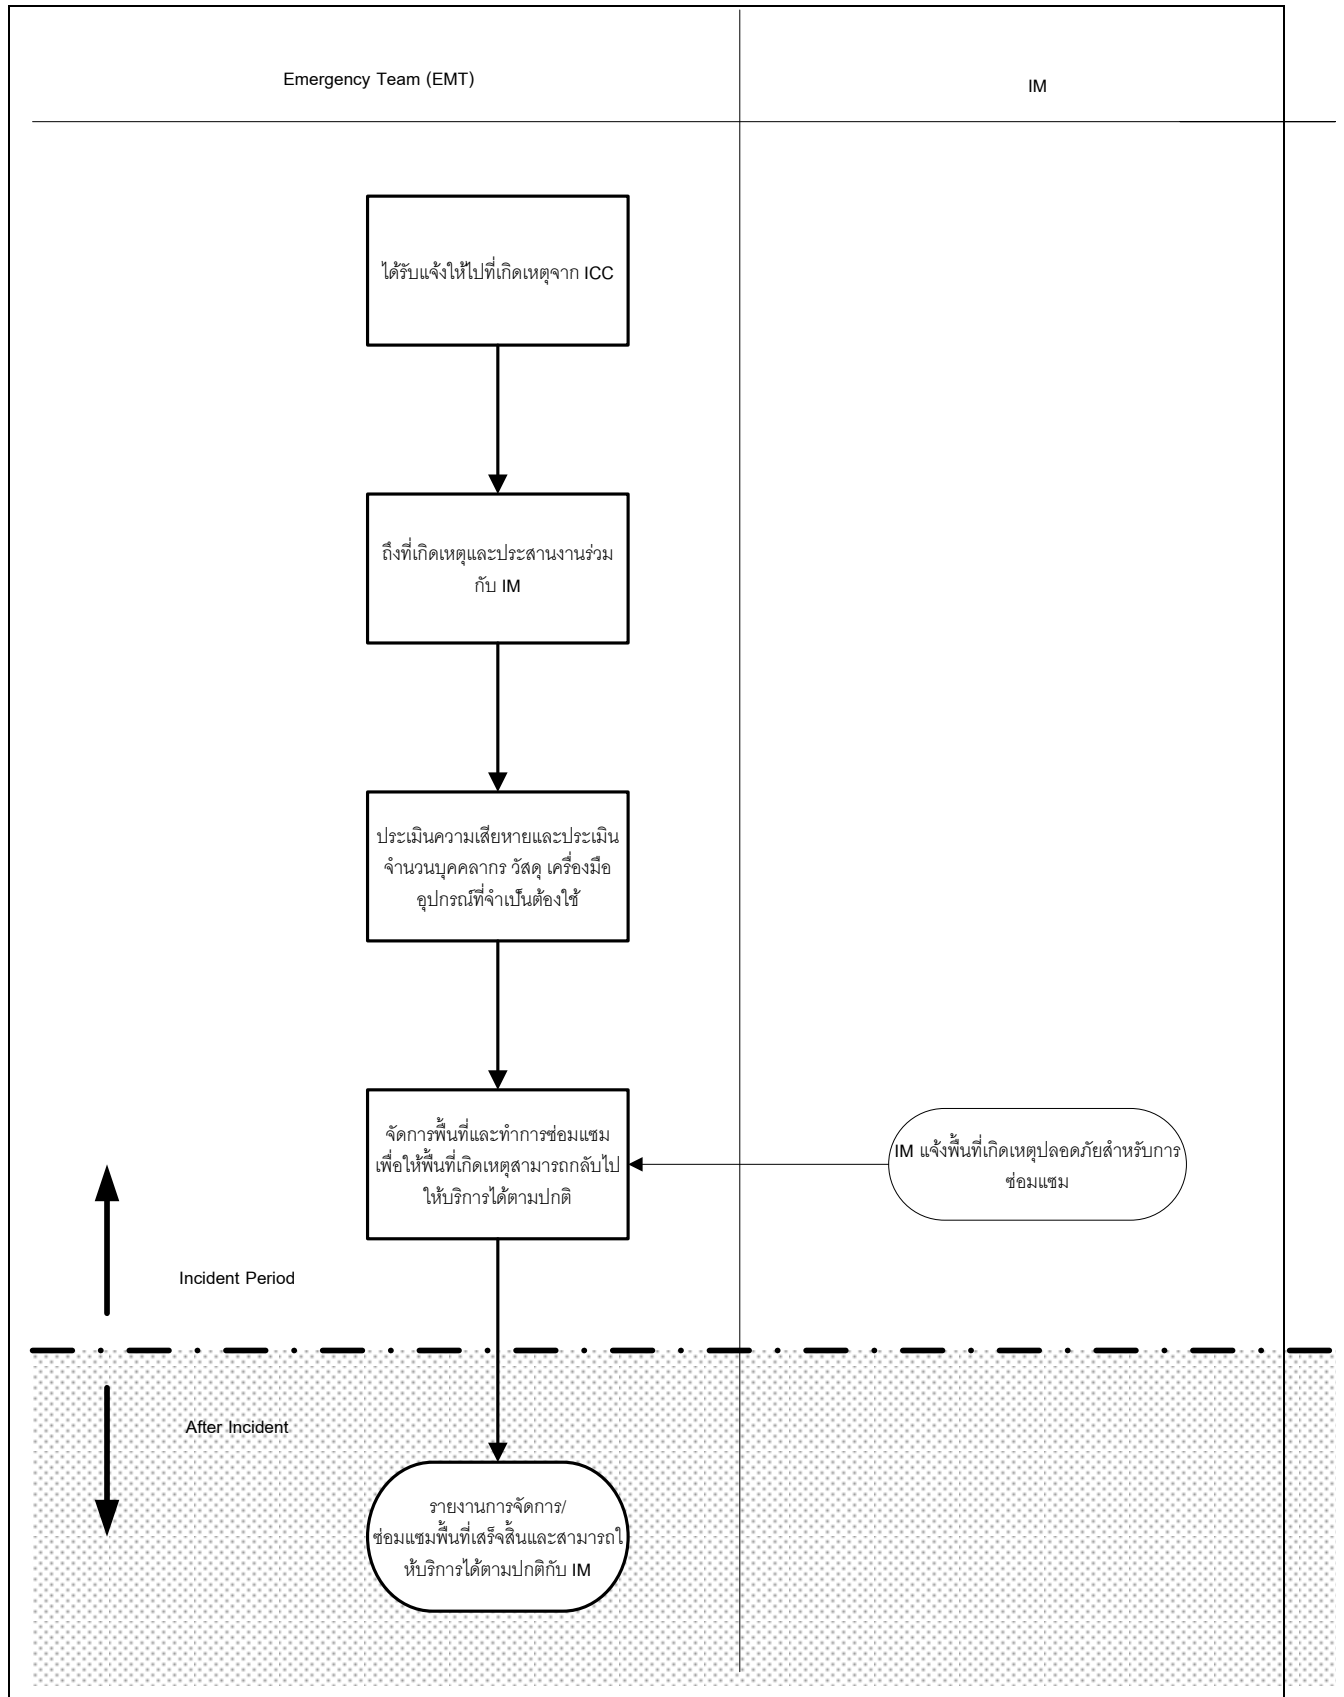 Emergency Team (EMT)
IM
ได้รับแจ้งให้ไปที่เกิดเหตุจาก ICC
ถึงที่เกิดเหตุและประสานงานร่วม
กับ IM
ประเมินความเสียหายและประเมิน
จำนวนบุคคลากร วัสดุ เครื่องมือ
อุปกรณ์ที่จำเป็นต้องใช้
จัดการพื้นที่และทำการซ่อมแซม
เพื่อให้พื้นที่เกิดเหตุสามารถกลับไป
ให้บริการได้ตามปกติ
IM แจ้งพื้นที่เกิดเหตุปลอดภัยสำหรับการ
ซ่อมแซม
Incident Period
After Incident
รายงานการจัดการ/
ซ่อมแซมพื้นที่เสร็จสิ้นและสามารถใ
ห้บริการได้ตามปกติกับ IM